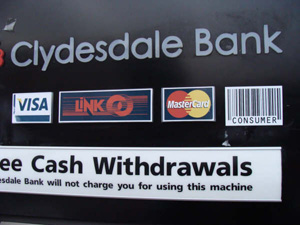 Clydesdale Bank
VISA LINK MasterCard CONSUMER
ee Cash Withdrawals
esdale Bank will not charge you for using this machine